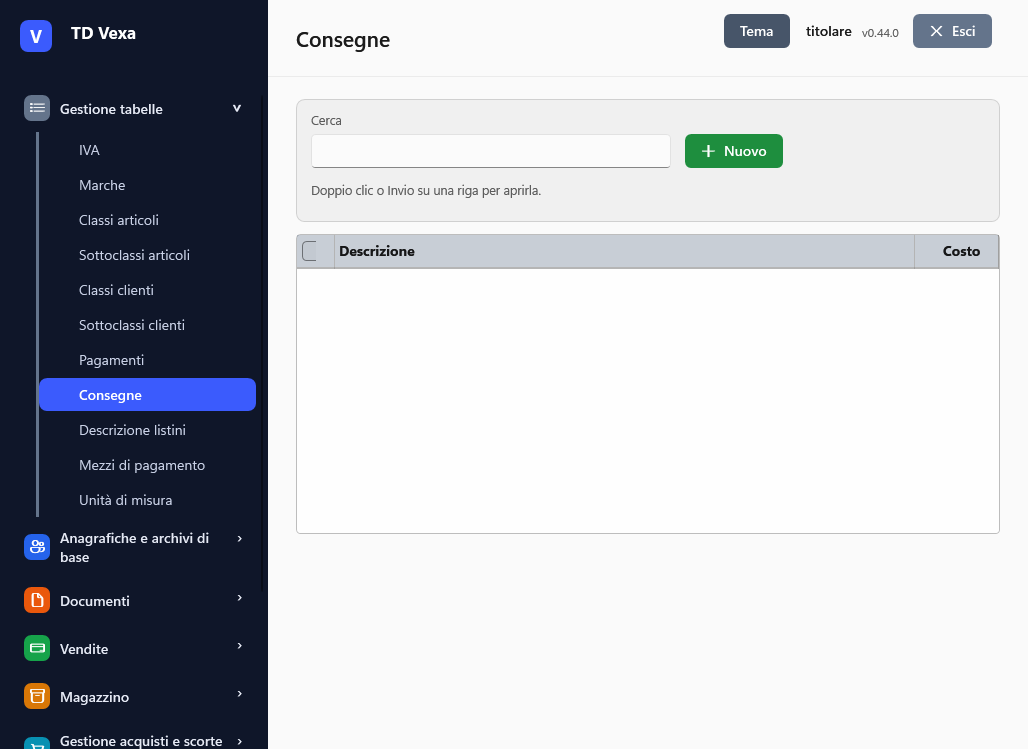 V
TD Vexa
Consegne
Tema
titolare
v0.44.0
Esci
Gestione tabelle
IVA
Marche
Classi articoli
Sottoclassi articoli
Classi clienti
Sottoclassi clienti
Pagamenti
Consegne
Descrizione listini
Mezzi di pagamento
Unità di misura
Anagrafiche e archivi di
base
Documenti
Vendite
Magazzino
Gestione acquisti e scorte
Cerca
Nuovo
Doppio clic o Invio su una riga per aprirla.
Descrizione
Costo